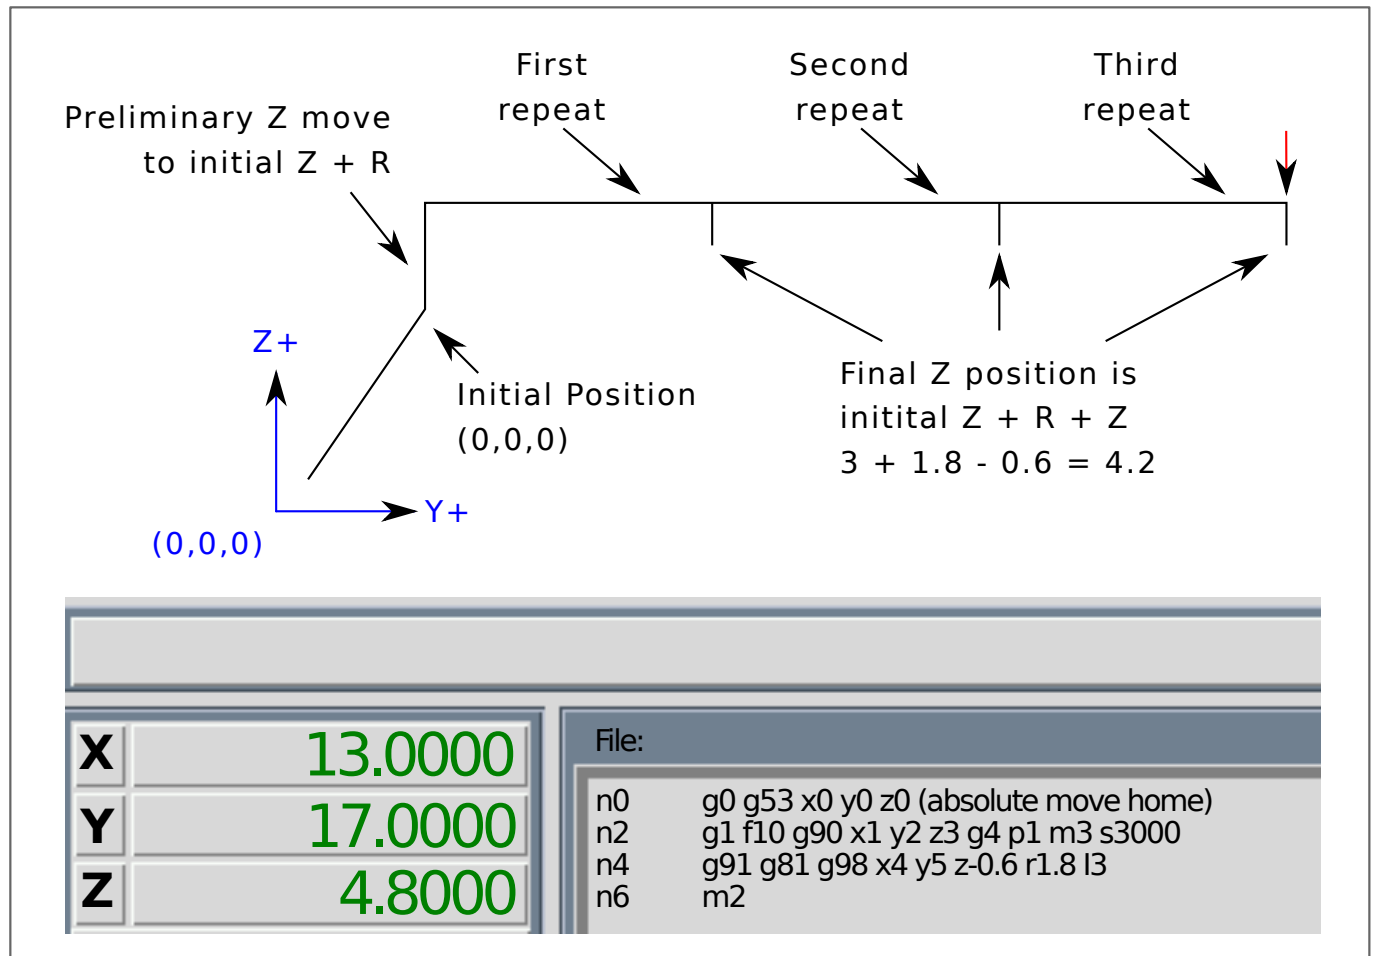 First
repeat
Second
repeat
Third
repeat
Preliminary Z move
to initial Z + R
Z+
Initial Position
(0,0,0)
Final Z position is
initital Z + R + Z
3 + 1.8 - 0.6 = 4.2
Y+
(0,0,0)
X 13.0000
Y 17.0000
Z 4.8000
File:
n0 g0 g53 x0 y0 z0 (absolute move home)
n2 g1 f10 g90 x1 y2 z3 g4 p1 m3 s3000
n4 g91 g81 g98 x4 y5 z-0.6 r1.8 l3
n6 m2